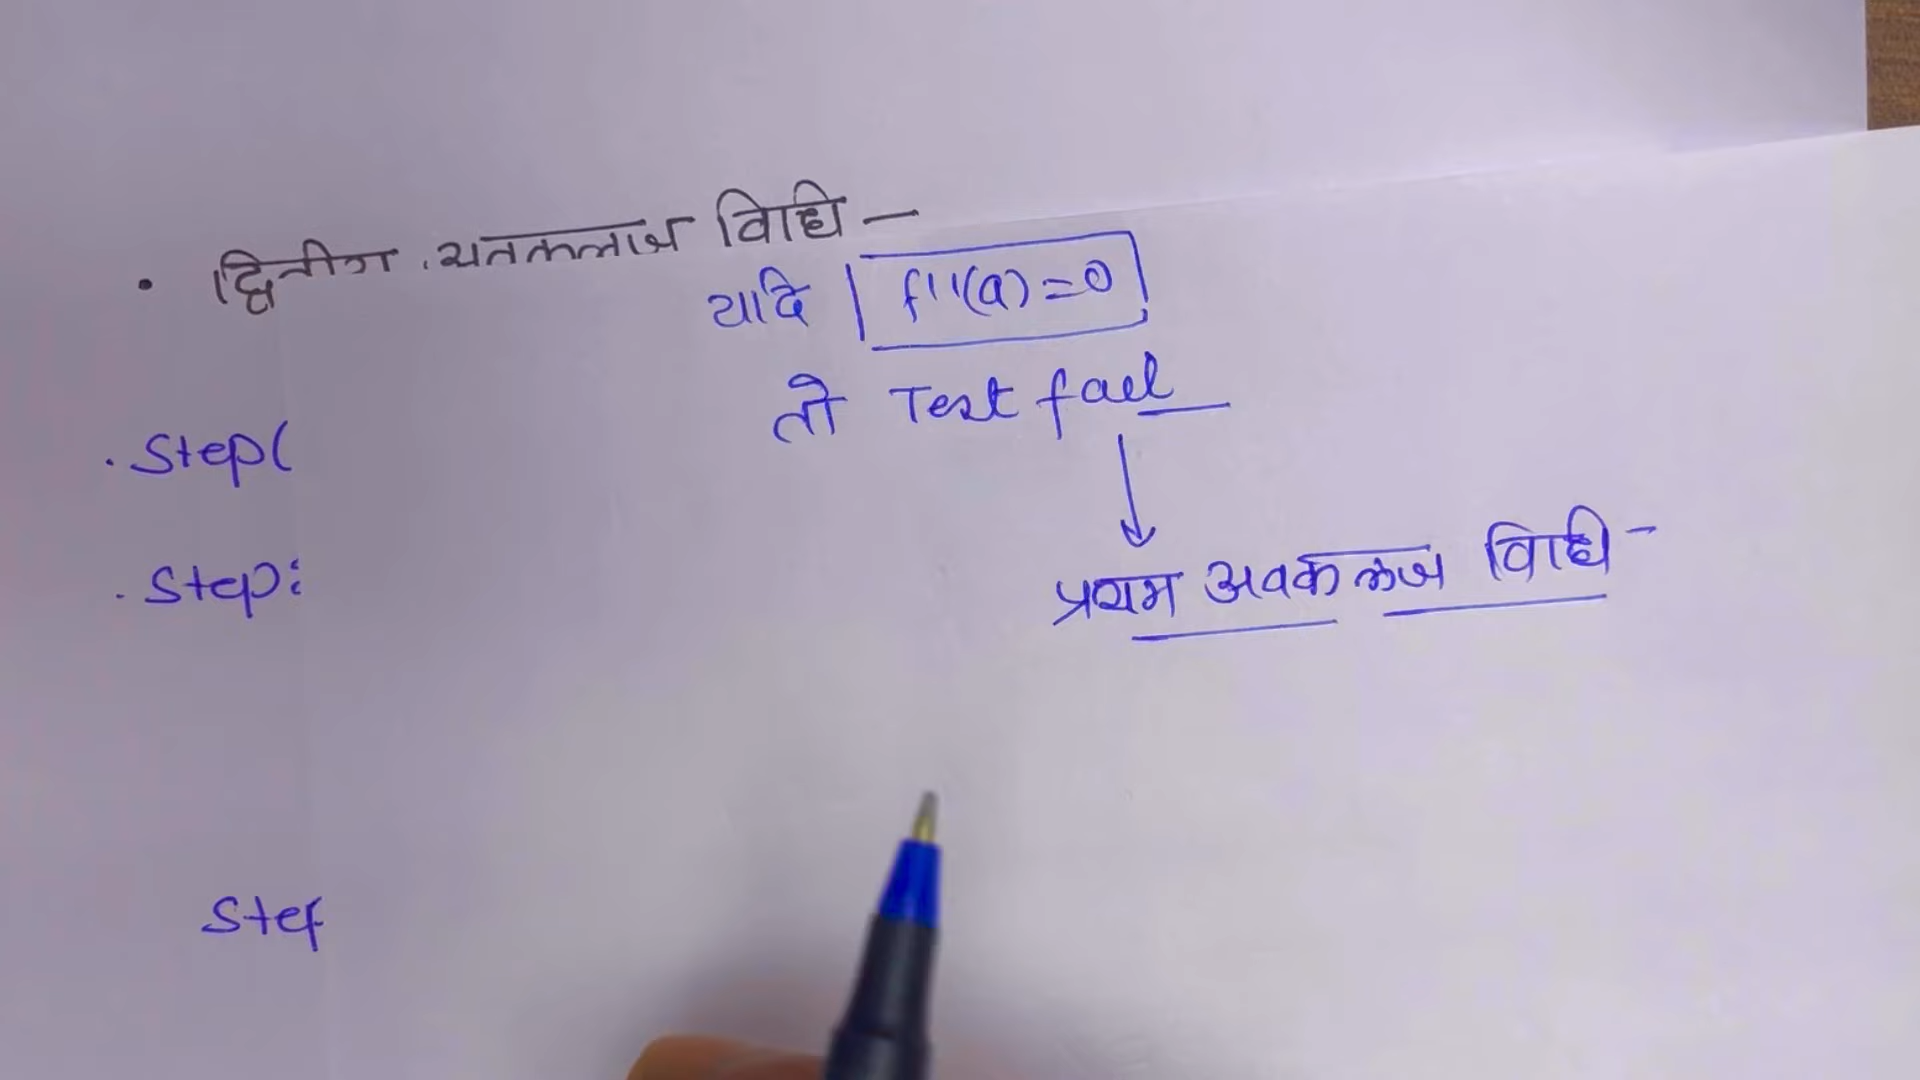 • द्वितीय अवकलज विधि –
यदि f''(a)=0
तो Test fail
. Step(
. Step:
प्रथम अवकलज विधि –
Step